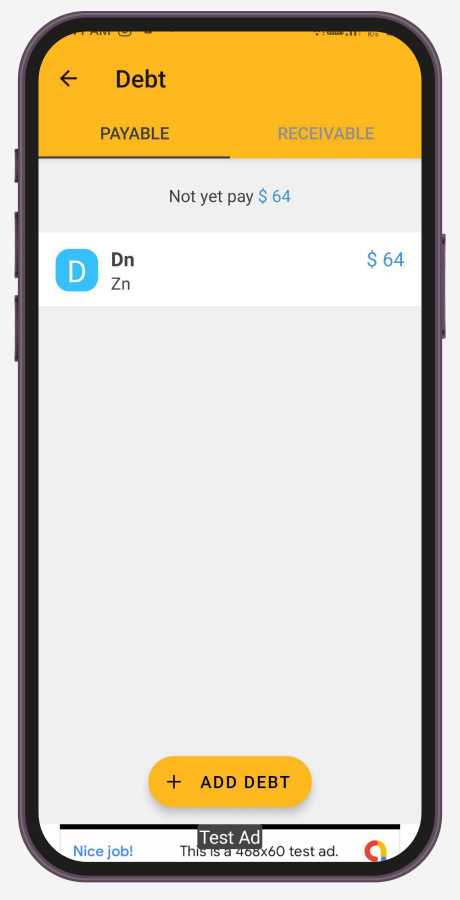 Debt
PAYABLE
RECEIVABLE
Not yet pay $ 64
D
Dn
$ 64
Zn
+ ADD DEBT
Test Ad
Nice job!
This is a 468x60 test ad.